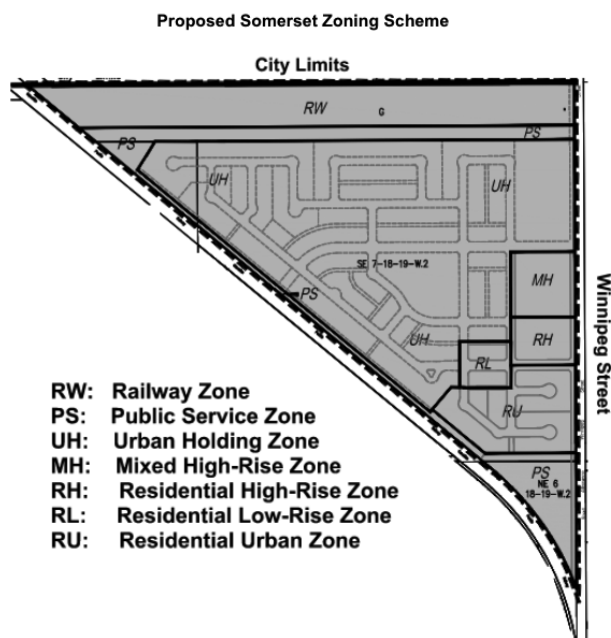 Proposed Somerset Zoning Scheme
City Limits
RW
G
PS
PS
UH
UH
SE 7-18-19-W.2
MH
PS
UH
RH
RL
RU
PS
NE 6
18-19-W.2
Winnipeg Street
RW: Railway Zone
PS: Public Service Zone
UH: Urban Holding Zone
MH: Mixed High-Rise Zone
RH: Residential High-Rise Zone
RL: Residential Low-Rise Zone
RU: Residential Urban Zone